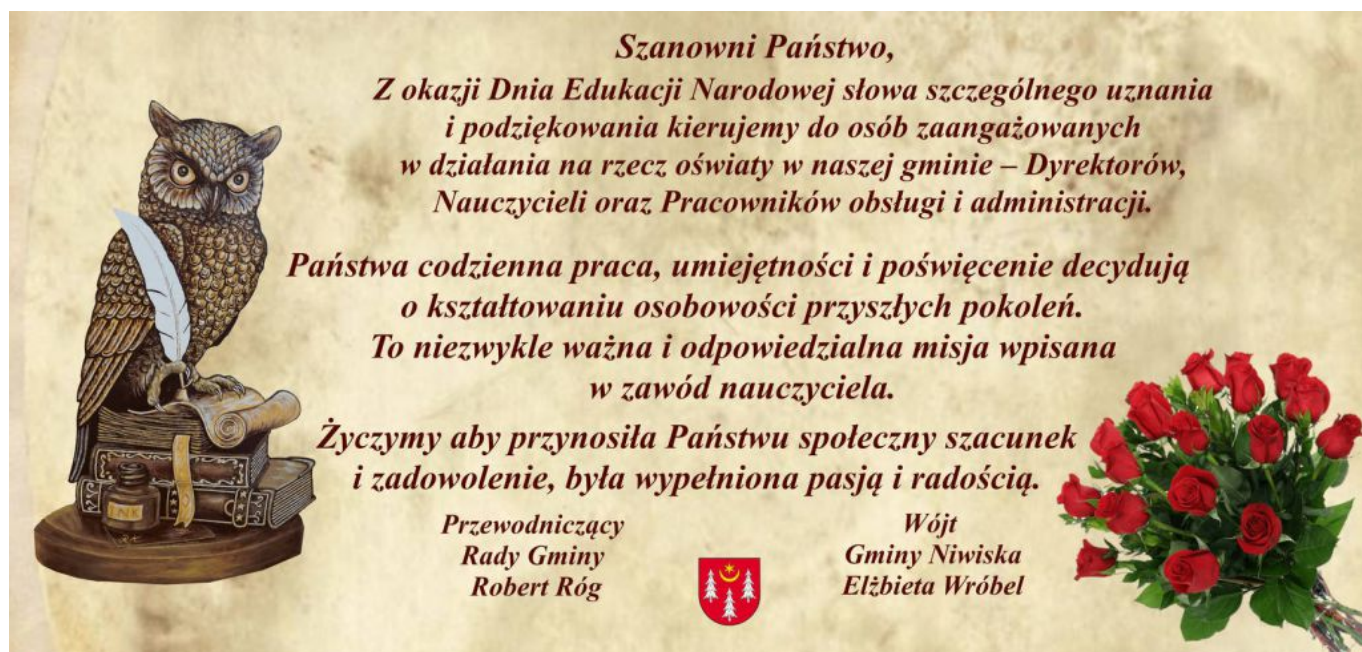 Szanowni Państwo,
Z okazji Dnia Edukacji Narodowej słowa szczególnego uznania
i podziękowania kierujemy do osób zaangażowanych
w działania na rzecz oświaty w naszej gminie – Dyrektorów,
Nauczycieli oraz Pracowników obsługi i administracji.
Państwa codzienna praca, umiejętności i poświęcenie decydują
o kształtowaniu osobowości przyszłych pokoleń.
To niezwykle ważna i odpowiedzialna misja wpisana
w zawód nauczyciela.
Życzymy aby przynosiła Państwu społeczny szacunek
i zadowolenie, była wypełniona pasją i radością.
Przewodniczący
Rady Gminy
Robert Róg
Wójt
Gminy Niwiska
Elżbieta Wróbel
INK